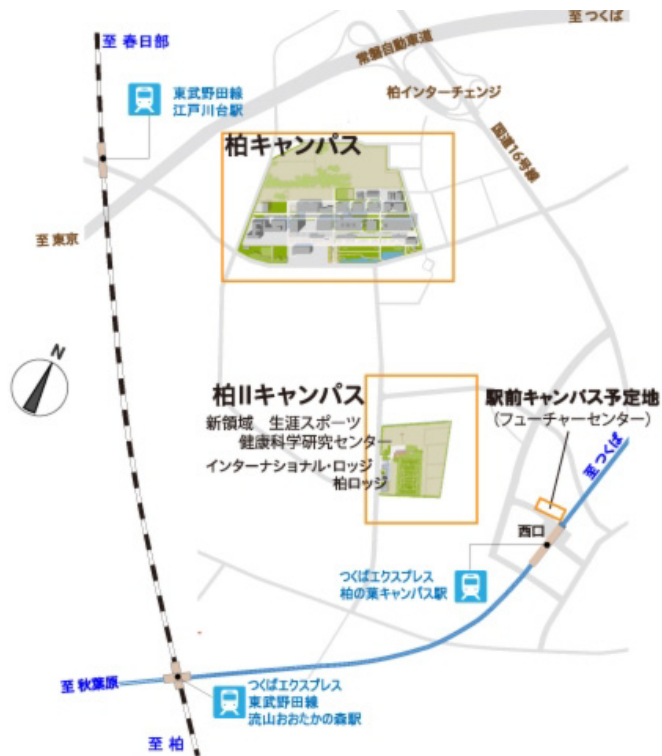 至 つくば
至 春日部
常磐自動車道
東武野田線
江戸川台駅
柏インターチェンジ
国道16号線
柏キャンパス
至 東京
N
柏IIキャンパス
新領域 生涯スポーツ
健康科学研究センター
インターナショナル・ロッジ
柏ロッジ
駅前キャンパス予定地
(フューチャーセンター)
至 つくば
西口
つくばエクスプレス
柏の葉キャンパス駅
至 秋葉原
つくばエクスプレス
東武野田線
流山おおたかの森駅
至 柏